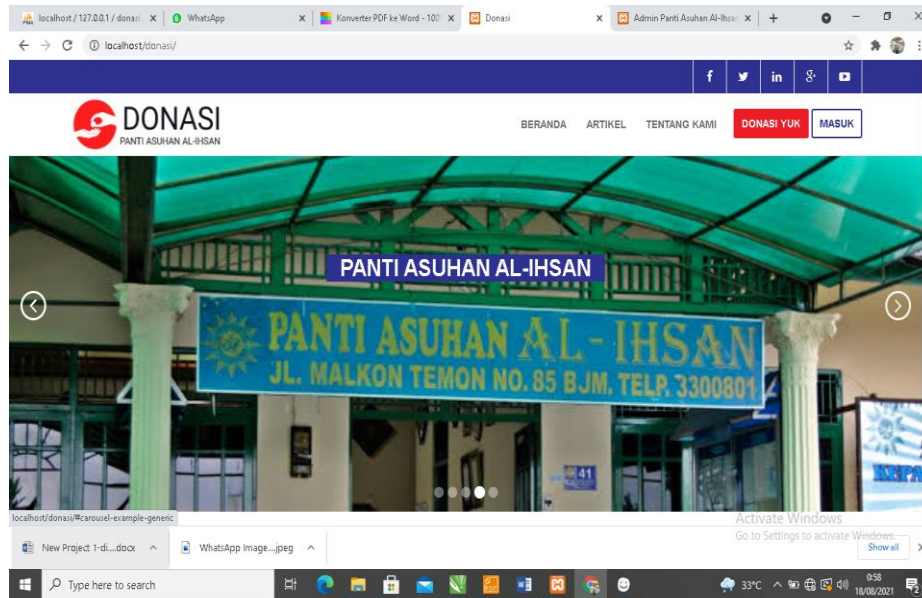 localhost / 127.0.0.1 / donasi
WhatsApp
Konverter PDF ke Word - 100
Donasi
Admin Panti Asuhan Al-Ihsan
localhost/donasi/
DONASI
PANTI ASUHAN AL-IHSAN
BERANDA
ARTIKEL
TENTANG KAMI
DONASI YUK
MASUK
PANTI ASUHAN AL-IHSAN
PANTI ASUHAN AL-IHSAN
JL. MALKON TEMON NO. 85 BJM. TELP. 3300801
41
KEPA
localhost/donasi/#carousel-example-generic
Activate Windows
Go to Settings to activate Windows.
New Project 1-di....docx
WhatsApp Image....jpeg
Show all
Type here to search
33°C
0:58
18/08/2021